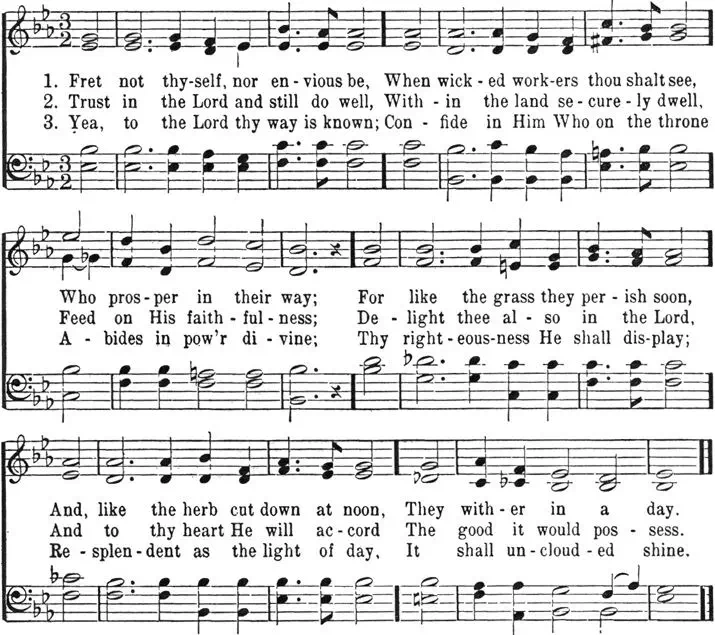 3 2
1. Fret not thy-self, nor en-vious be, When wick-ed work-ers thou shalt see,
2. Trust in the Lord and still do well, With-in the land se-cure-ly dwell,
3. Yea, to the Lord thy way is known; Con-fide in Him Who on the throne
3 2
Who pros-per in their way; For like the grass they per-ish soon,
Feed on His faith-ful-ness; De-light thee al-so in the Lord,
A-bides in pow'r di-vine; Thy right-eous-ness He shall dis-play;
And, like the herb cut down at noon, They with-er in a day.
And to thy heart He will ac-cord The good it would pos-sess.
Re-splen-dent as the light of day, It shall un-cloud-ed shine.